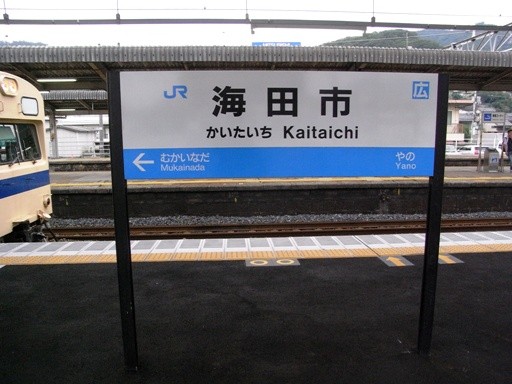 JR 海田市 広
かいたいち Kaitaichi
むかいなだ やの
Mukainada Yano